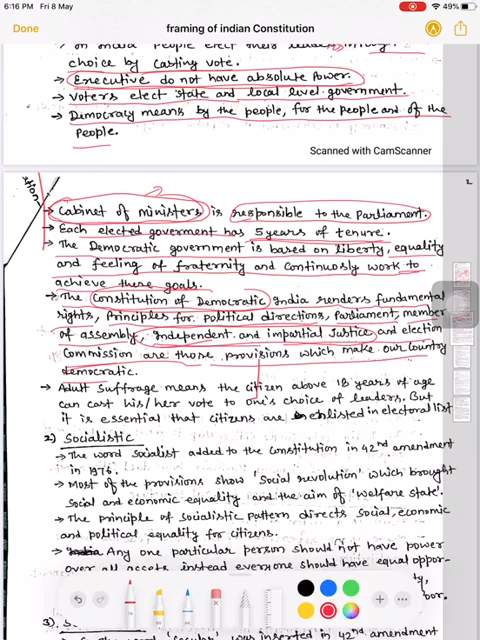 6:16 PM Fri 8 May
49%
Done
framing of indian Constitution
choice by casting vote.
→ Executive do not have absolute Power.
→ Voters elect State and local level government.
→ Democracy means by the people, for the People and of the
People.
Scanned with CamScanner
→ Cabinet of ministers is responsible to the Parliament.
→ Each elected goverment has 5 years of tenure.
→ The Democratic government is based on liberty, equality
and feeling of fraternity and continuosly work to
achieve these goals.
→ The Constitution of Democratic India renders fundamental
rights, Principles for Political directions, Parliament, member
of assembly, Independent and impartial Justice and election
Commission are those provisions which make our country
democratic.
→ Adult Suffrage means the citizen above 18 years of age
can cast his/her vote to one's choice of leaders. But
it is essential that citizens are enlisted in electoral list
2) Socialistic
→ The word socialist added to the constitution in 42nd amendment
in 1976.
→ Most of the provisions show 'Social revolution' which brought
Social and economic equality and the aim of 'welfare state'.
→ The principle of Socialistic pattern directs social, economic
and political equality for citizens.
→ Any one particular person should not have power
over all assets instead everyone should have equal oppor-
3).
was inserted in 42nd amendment